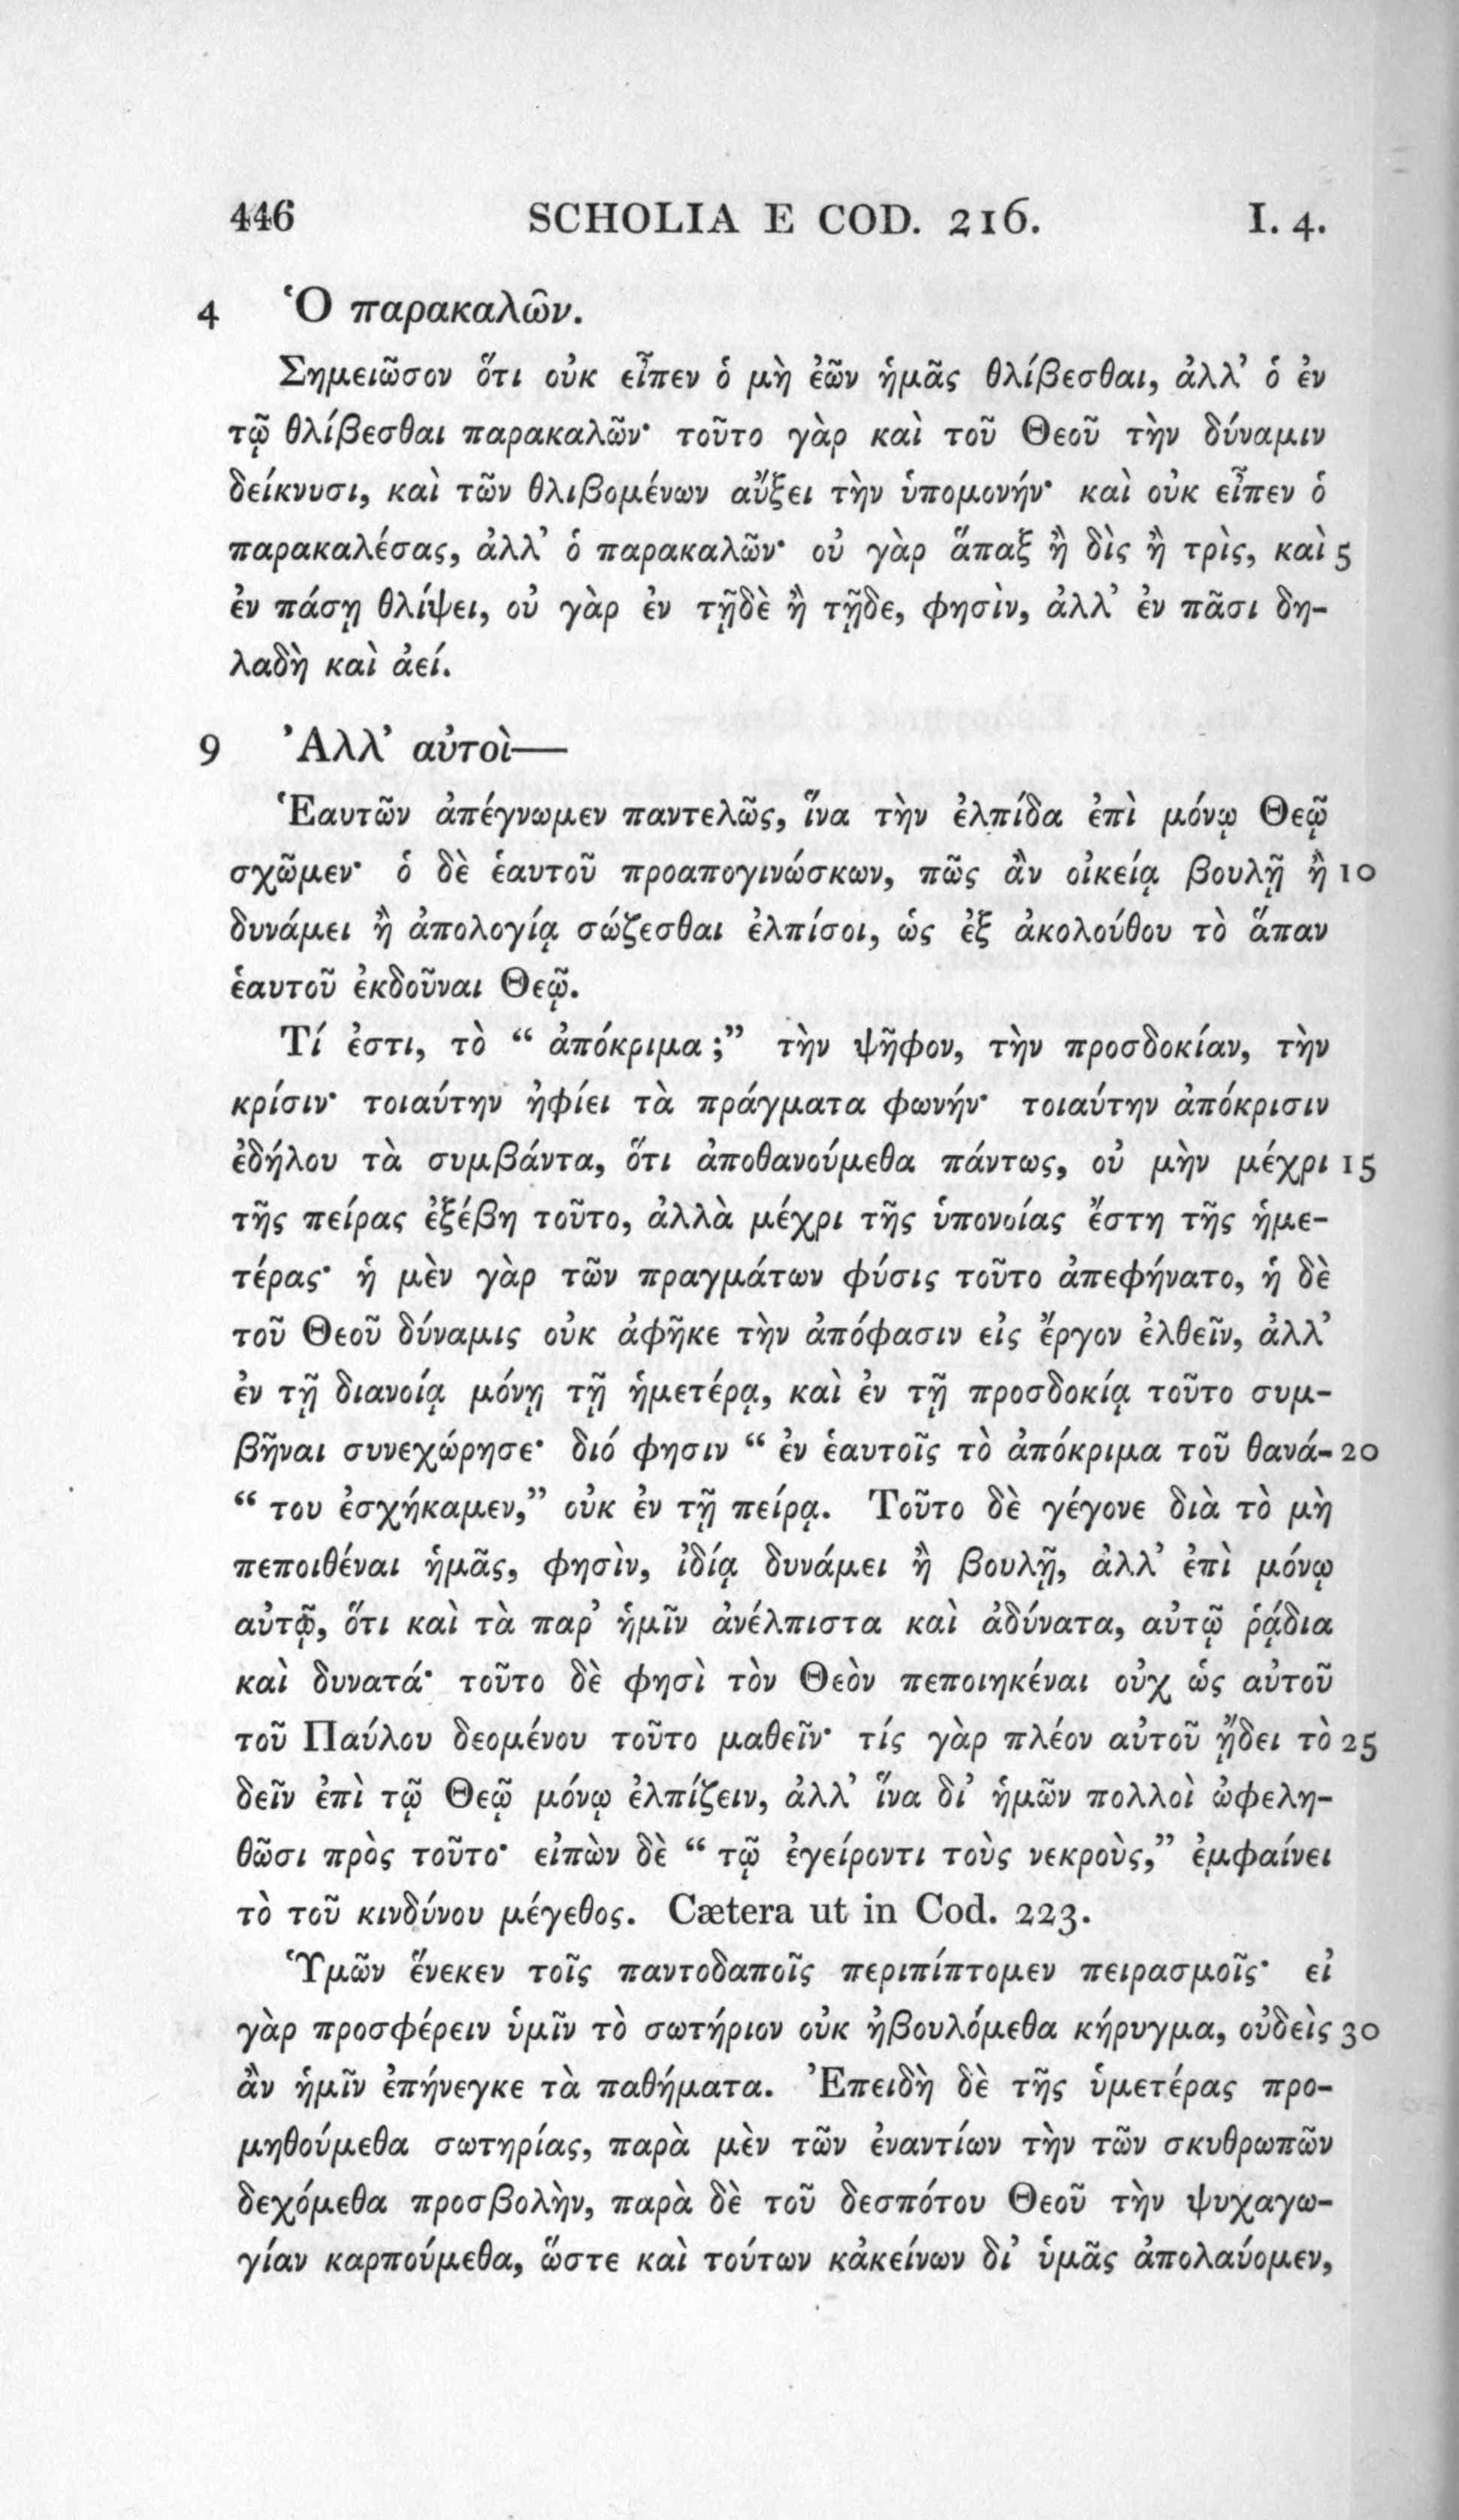 446 SCHOLIA E COD. 216. I. 4.
4 Ὁ παρακαλῶν.
Σημειῶσον ὅτι οὐκ εἶπεν ὁ μὴ ἐῶν ἡμᾶς θλίβεσθαι, ἀλλ’ ὁ ἐν
τῷ θλίβεσθαι παρακαλῶν· τοῦτο γὰρ καὶ τοῦ Θεοῦ τὴν δύναμιν
δείκνυσι, καὶ τῶν θλιβομένων αὔξει τὴν ὑπομονήν· καὶ οὐκ εἶπεν ὁ
παρακαλέσας, ἀλλ’ ὁ παρακαλῶν· οὐ γὰρ ἅπαξ ἢ δὶς ἢ τρὶς, καὶ 5
ἐν πάσῃ θλίψει, οὐ γὰρ ἐν τῇδὲ ἢ τῇδε, φησὶν, ἀλλ’ ἐν πᾶσι δη-
λαδὴ καὶ ἀεί.
9 Ἀλλ’ αὐτοὶ—
Ἑαυτῶν ἀπέγνωμεν παντελῶς, ἵνα τὴν ἐλπίδα ἐπὶ μόνῳ Θεῷ
σχῶμεν· ὁ δὲ ἑαυτοῦ προαπογινώσκων, πῶς ἂν οἰκείᾳ βουλῇ ἢ 10
δυνάμει ἢ ἀπολογίᾳ σώζεσθαι ἐλπίσοι, ὡς ἐξ ἀκολούθου τὸ ἅπαν
ἑαυτοῦ ἐκδοῦναι Θεῷ.
Τί ἐστι, τὸ “ ἀπόκριμα ;” τὴν ψῆφον, τὴν προσδοκίαν, τὴν
κρίσιν· τοιαύτην ἠφίει τὰ πράγματα φωνήν· τοιαύτην ἀπόκρισιν
ἐδήλου τὰ συμβάντα, ὅτι ἀποθανούμεθα πάντως, οὐ μὴν μέχρι 15
τῆς πείρας ἐξέβη τοῦτο, ἀλλὰ μέχρι τῆς ὑπονοίας ἔστη τῆς ἡμε-
τέρας· ἡ μὲν γὰρ τῶν πραγμάτων φύσις τοῦτο ἀπεφήνατο, ἡ δὲ
τοῦ Θεοῦ δύναμις οὐκ ἀφῆκε τὴν ἀπόφασιν εἰς ἔργον ἐλθεῖν, ἀλλ’
ἐν τῇ διανοίᾳ μόνῃ τῇ ἡμετέρᾳ, καὶ ἐν τῇ προσδοκίᾳ τοῦτο συμ-
βῆναι συνεχώρησε· διό φησιν “ ἐν ἑαυτοῖς τὸ ἀπόκριμα τοῦ θανά- 20
“ του ἐσχήκαμεν,” οὐκ ἐν τῇ πείρᾳ. Τοῦτο δὲ γέγονε διὰ τὸ μὴ
πεποιθέναι ἡμᾶς, φησὶν, ἰδίᾳ δυνάμει ἢ βουλῇ, ἀλλ’ ἐπὶ μόνῳ
αὐτῷ, ὅτι καὶ τὰ παρ’ ἡμῖν ἀνέλπιστα καὶ ἀδύνατα, αὐτῷ ῥᾴδια
καὶ δυνατά· τοῦτο δὲ φησὶ τὸν Θεὸν πεποιηκέναι οὐχ ὡς αὐτοῦ
τοῦ Παύλου δεομένου τοῦτο μαθεῖν· τίς γὰρ πλέον αὐτοῦ ᾔδει τὸ 25
δεῖν ἐπὶ τῷ Θεῷ μόνῳ ἐλπίζειν, ἀλλ’ ἵνα δι’ ἡμῶν πολλοὶ ὠφελη-
θῶσι πρὸς τοῦτο· εἰπὼν δὲ “ τῷ ἐγείροντι τοὺς νεκροὺς,” ἐμφαίνει
τὸ τοῦ κινδύνου μέγεθος. Cætera ut in Cod. 223.
Ὑμῶν ἕνεκεν τοῖς παντοδαποῖς περιπίπτομεν πειρασμοῖς· εἰ
γὰρ προσφέρειν ὑμῖν τὸ σωτήριον οὐκ ἠβουλόμεθα κήρυγμα, οὐδεὶς 30
ἂν ἡμῖν ἐπήνεγκε τὰ παθήματα. Ἐπειδὴ δὲ τῆς ὑμετέρας προ-
μηθούμεθα σωτηρίας, παρὰ μὲν τῶν ἐναντίων τὴν τῶν σκυθρωπῶν
δεχόμεθα προσβολὴν, παρὰ δὲ τοῦ δεσπότου Θεοῦ τὴν ψυχαγω-
γίαν καρπούμεθα, ὥστε καὶ τούτων κἀκείνων δι’ ὑμᾶς ἀπολαύομεν,